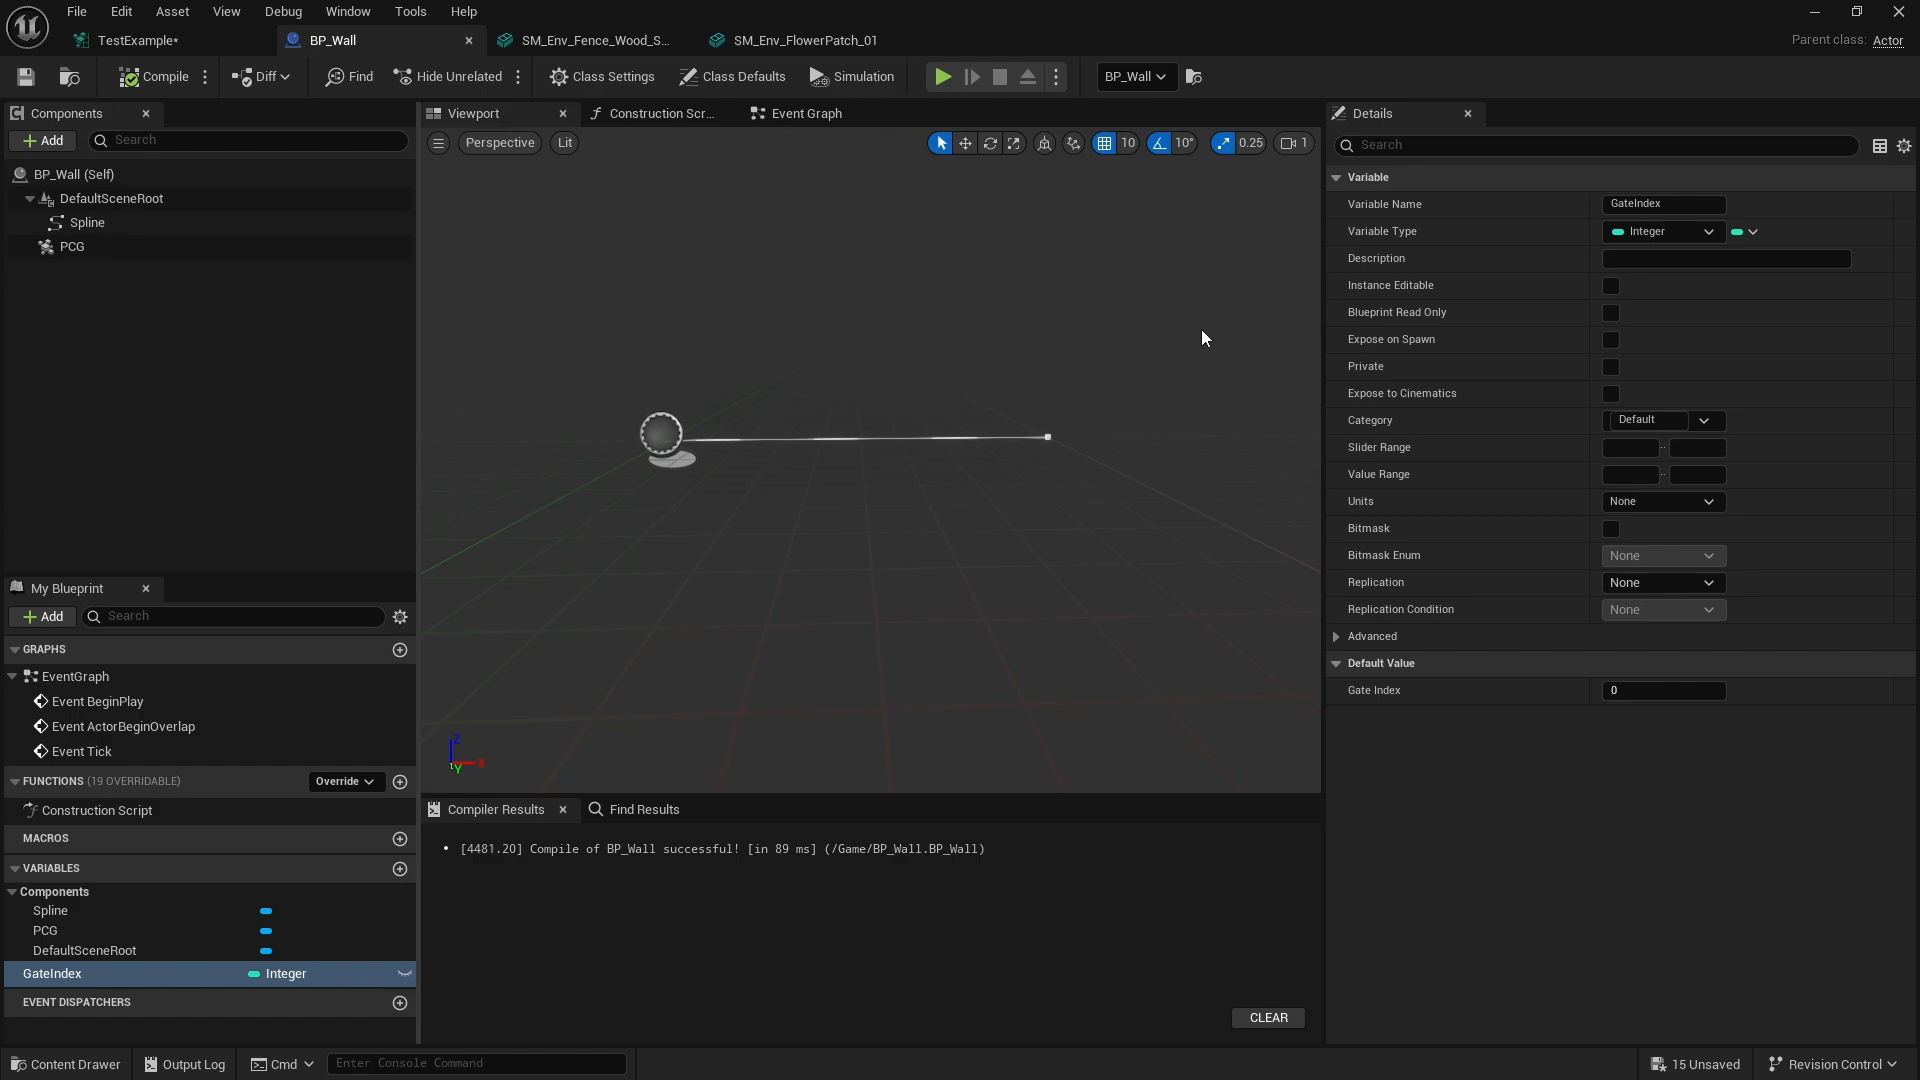 File Edit Asset View Debug Window Tools Help
TestExample* BP_Wall SM_Env_Fence_Wood_S... SM_Env_FlowerPatch_01 Parent class: Actor
Compile Diff Find Hide Unrelated Class Settings Class Defaults Simulation BP_Wall
Components
Add Search
BP_Wall (Self)
DefaultSceneRoot
Spline
PCG
My Blueprint
Add Search
GRAPHS
EventGraph
Event BeginPlay
Event ActorBeginOverlap
Event Tick
FUNCTIONS (19 OVERRIDABLE) Override
Construction Script
MACROS
VARIABLES
Components
Spline
PCG
DefaultSceneRoot
GateIndex Integer
EVENT DISPATCHERS
Viewport Construction Scr... Event Graph
Perspective Lit 10 10° 0.25 1
Z
X
Y
Compiler Results Find Results
• [4481.20] Compile of BP_Wall successful! [in 89 ms] (/Game/BP_Wall.BP_Wall)
CLEAR
Details
Search
Variable
Variable Name GateIndex
Variable Type Integer
Description
Instance Editable
Blueprint Read Only
Expose on Spawn
Private
Expose to Cinematics
Category Default
Slider Range ..
Value Range ..
Units None
Bitmask
Bitmask Enum None
Replication None
Replication Condition None
Advanced
Default Value
Gate Index 0
Content Drawer Output Log Cmd Enter Console Command 15 Unsaved Revision Control